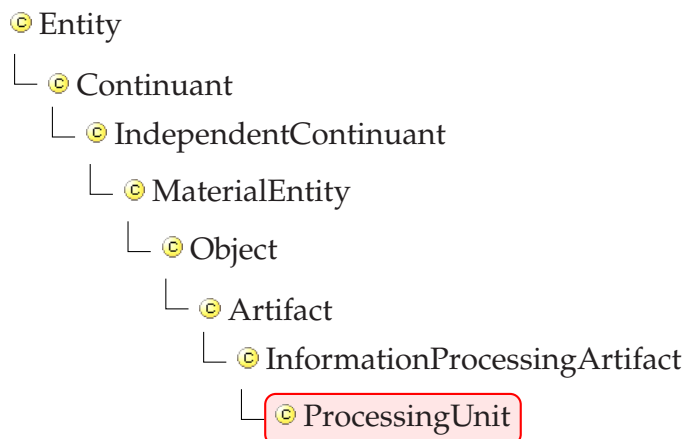 Entity
Continuant
IndependentContinuant
MaterialEntity
Object
Artifact
InformationProcessingArtifact
ProcessingUnit